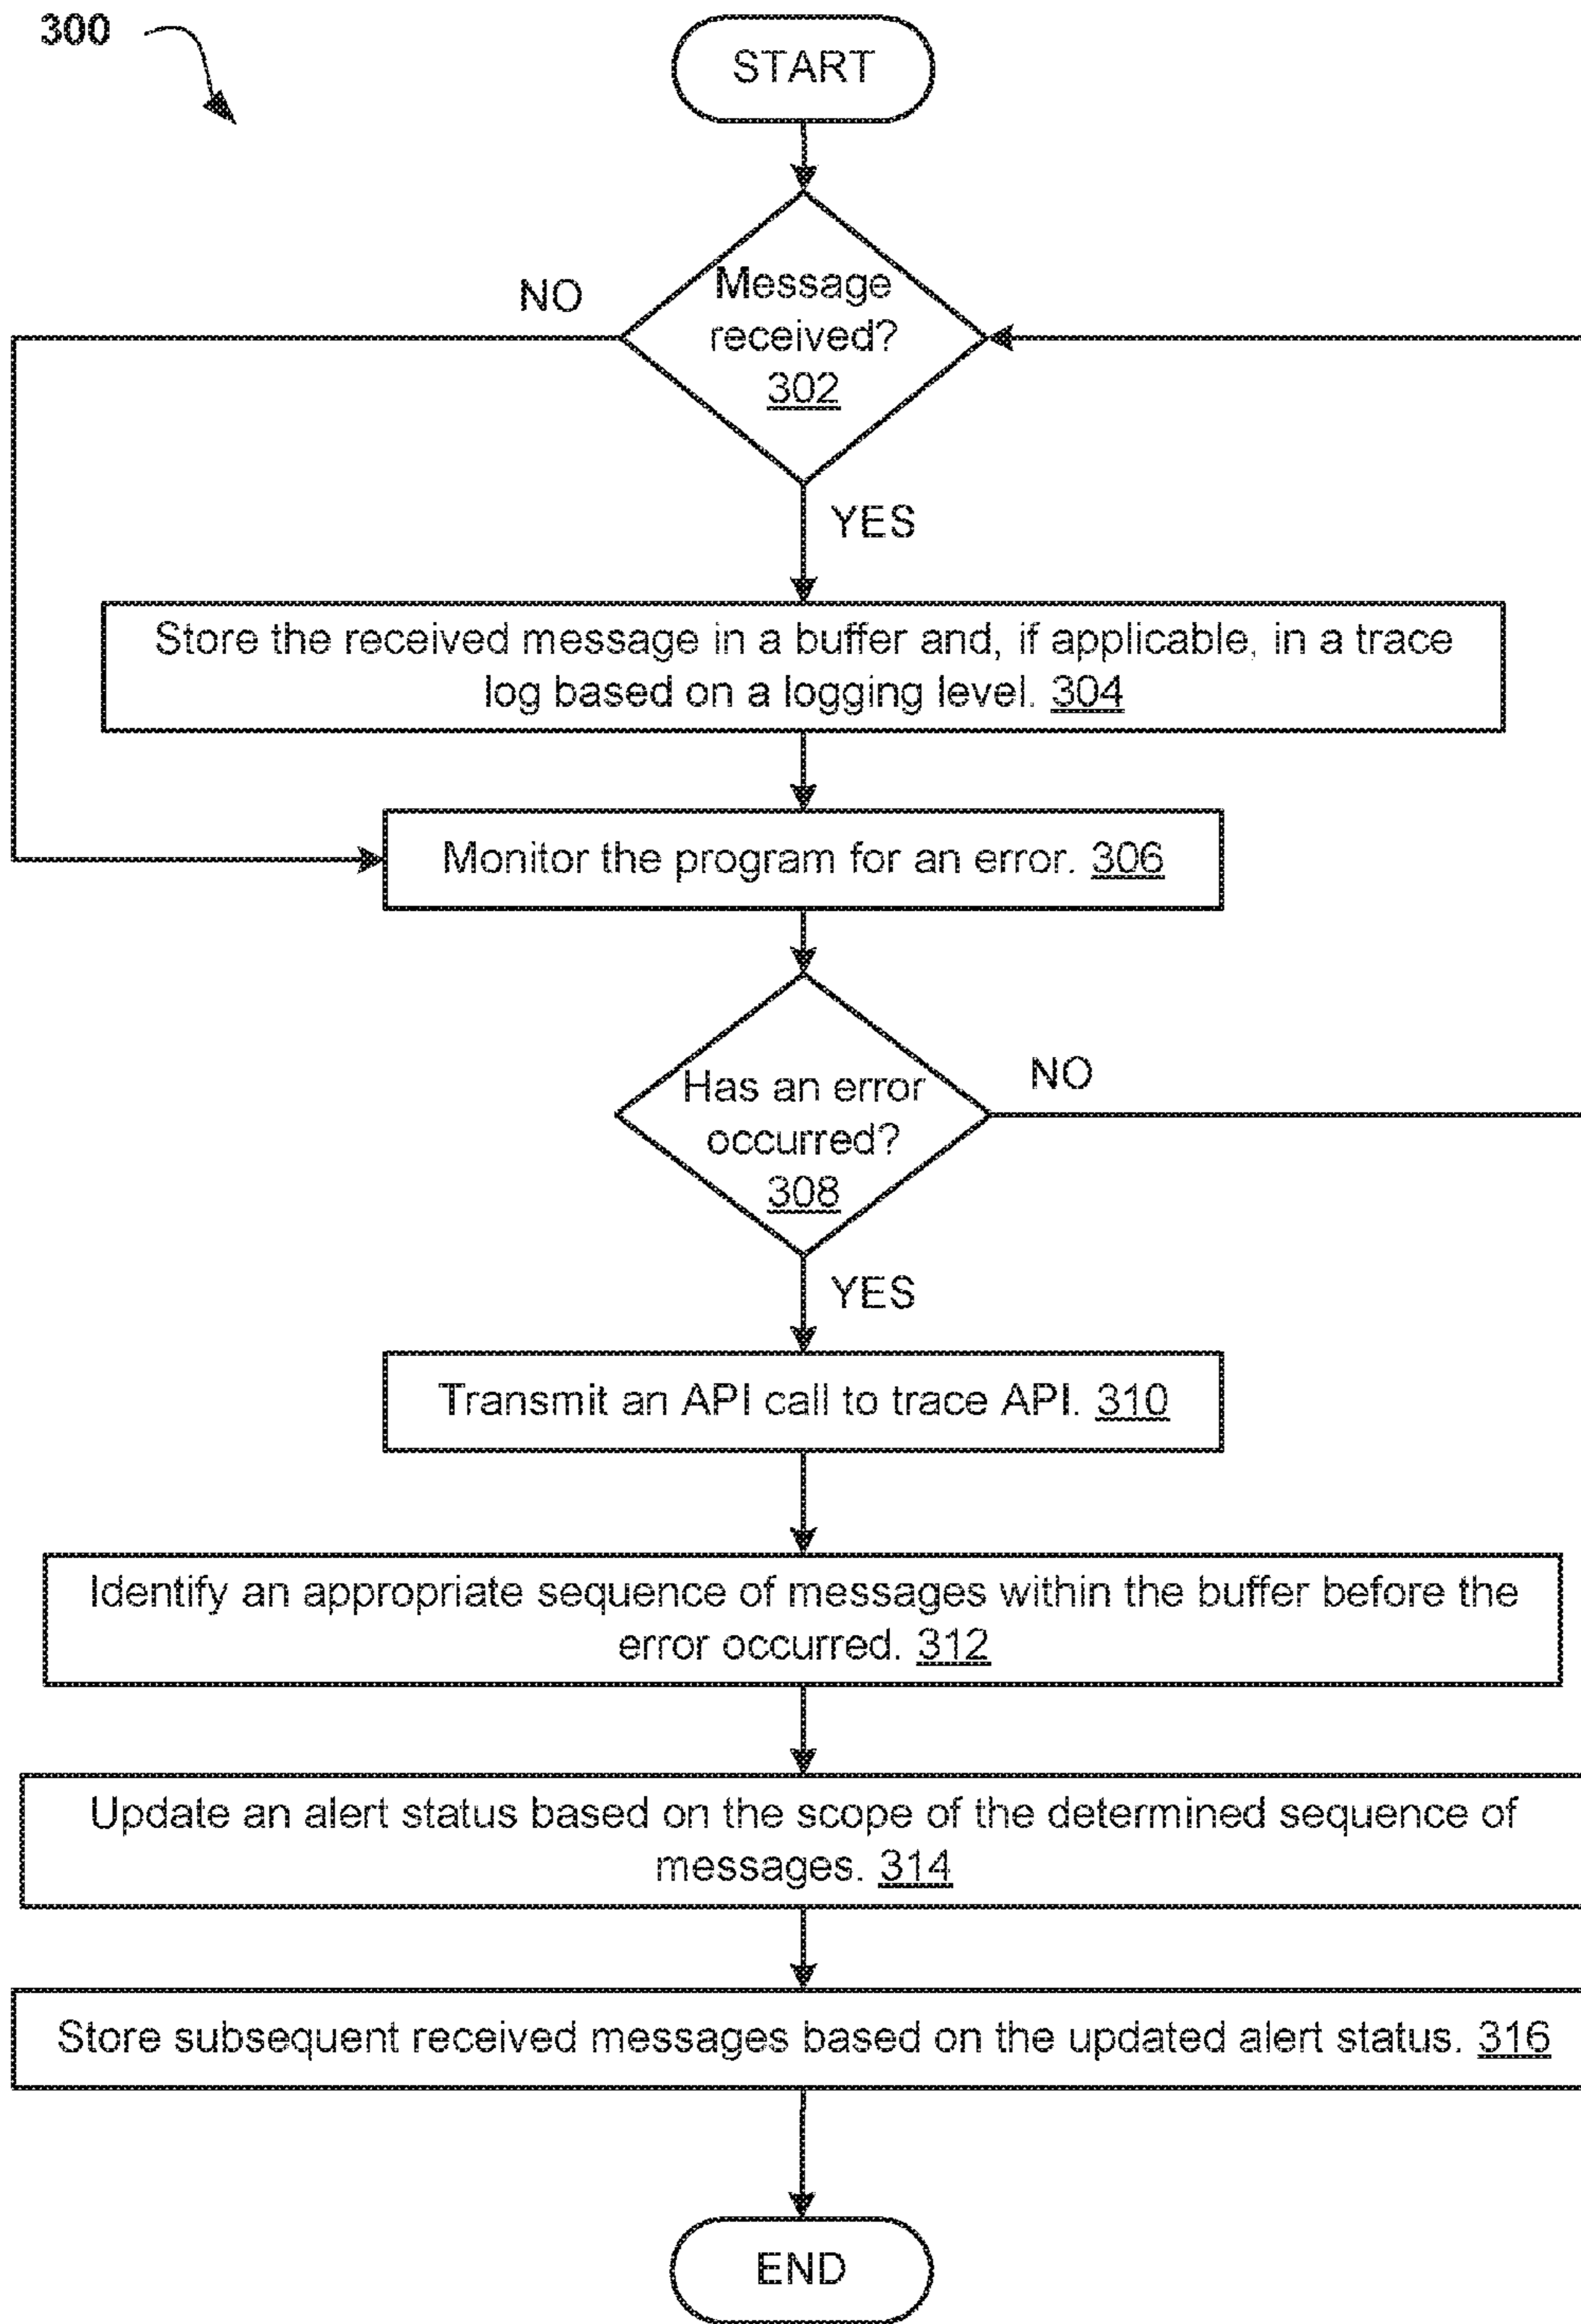 300
START
NO
Message
received?
302
YES
Store the received message in a buffer and, if applicable, in a trace
log based on a logging level. 304
Monitor the program for an error. 306
Has an error
occurred?
308
NO
YES
Transmit an API call to trace API. 310
Identify an appropriate sequence of messages within the buffer before the
error occurred. 312
Update an alert status based on the scope of the determined sequence of
messages. 314
Store subsequent received messages based on the updated alert status. 316
END